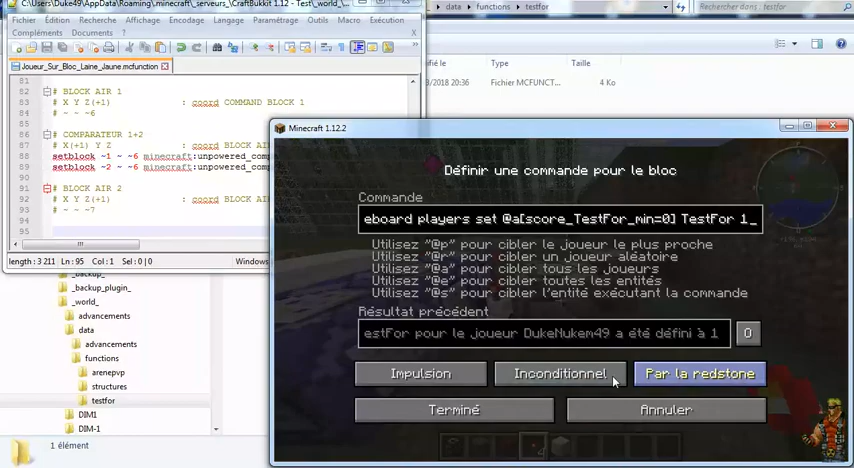 C:\Users\Duke49\AppData\Roaming\minecraft\_serveurs_\CraftBukkit 1.12 - Test\_world_\
Fichier Édition Recherche Affichage Encodage Langage Paramétrage Outils Macro Exécution
Compléments Documents ? X
Joueur_Sur_Bloc_Laine_Jaune.mcfunction
81
82 # BLOCK AIR 1
83 # X Y Z(+1) : coord COMMAND BLOCK 1
84 # ~ ~ ~6
85
86 # COMPARATEUR 1+2
87 # X(+1) Y Z : coord BLOCK AI
88 setblock ~1 ~ ~6 minecraft:unpowered_comp
89 setblock ~2 ~ ~6 minecraft:unpowered_comp
90
91 # BLOCK AIR 2
92 # X Y Z(+1) : coord BLOCK AI
93 # ~ ~ ~7
94
95
length : 3 211 Ln : 95 Col : 1 Sel : 0 | 0 Windows
data functions testfor
Rechercher dans : testfor
Type Taille
/2018 20:36 Fichier MCFUNCT... 4 Ko
_backup_
_backup_plugin_
_world_
advancements
data
advancements
functions
arenepvp
structures
testfor
DIM1
DIM-1
1 élément
Minecraft 1.12.2
Définir une commande pour le bloc
Commande
eboard players set @a[score_TestFor_min=0] TestFor 1_
Utilisez "@p" pour cibler le joueur le plus proche
Utilisez "@r" pour cibler un joueur aléatoire
Utilisez "@a" pour cibler tous les joueurs
Utilisez "@e" pour cibler toutes les entités
Utilisez "@s" pour cibler l'entité exécutant la commande
Résultat précédent
estFor pour le joueur DukeNukem49 a été défini à 1 O
Impulsion Inconditionnel Par la redstone
Terminé Annuler